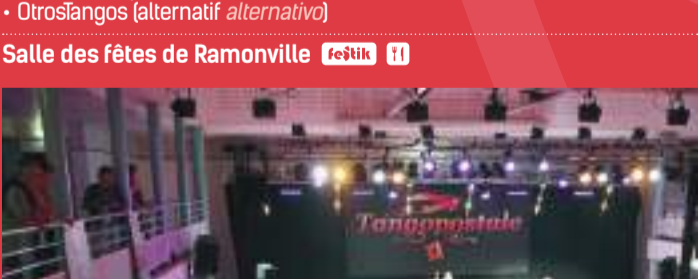 • OtrosTangos (alternatif alternativo)
Salle des fêtes de Ramonville festik
Tangopostale